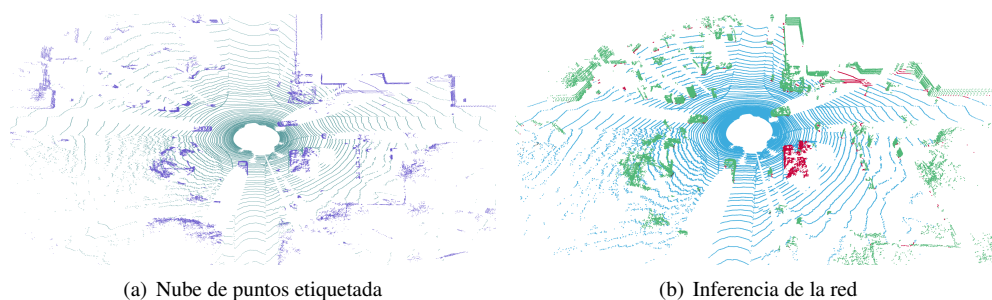 (a) Nube de puntos etiquetada
(b) Inferencia de la red